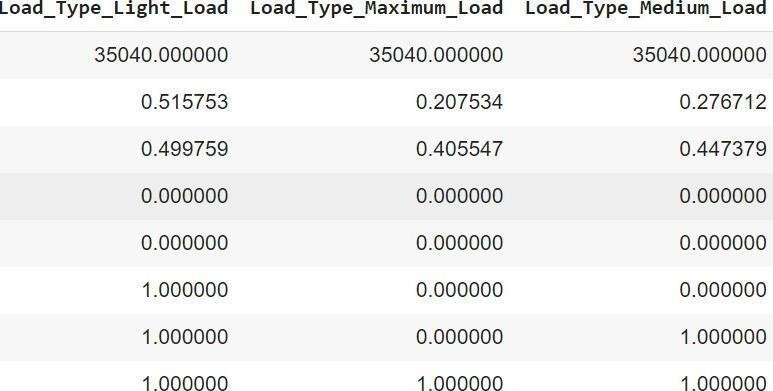 Load_Type_Light_Load Load_Type_Maximum_Load Load_Type_Medium_Load
35040.000000 35040.000000 35040.000000
0.515753 0.207534 0.276712
0.499759 0.405547 0.447379
0.000000 0.000000 0.000000
0.000000 0.000000 0.000000
1.000000 0.000000 0.000000
1.000000 0.000000 1.000000
1.000000 1.000000 1.000000